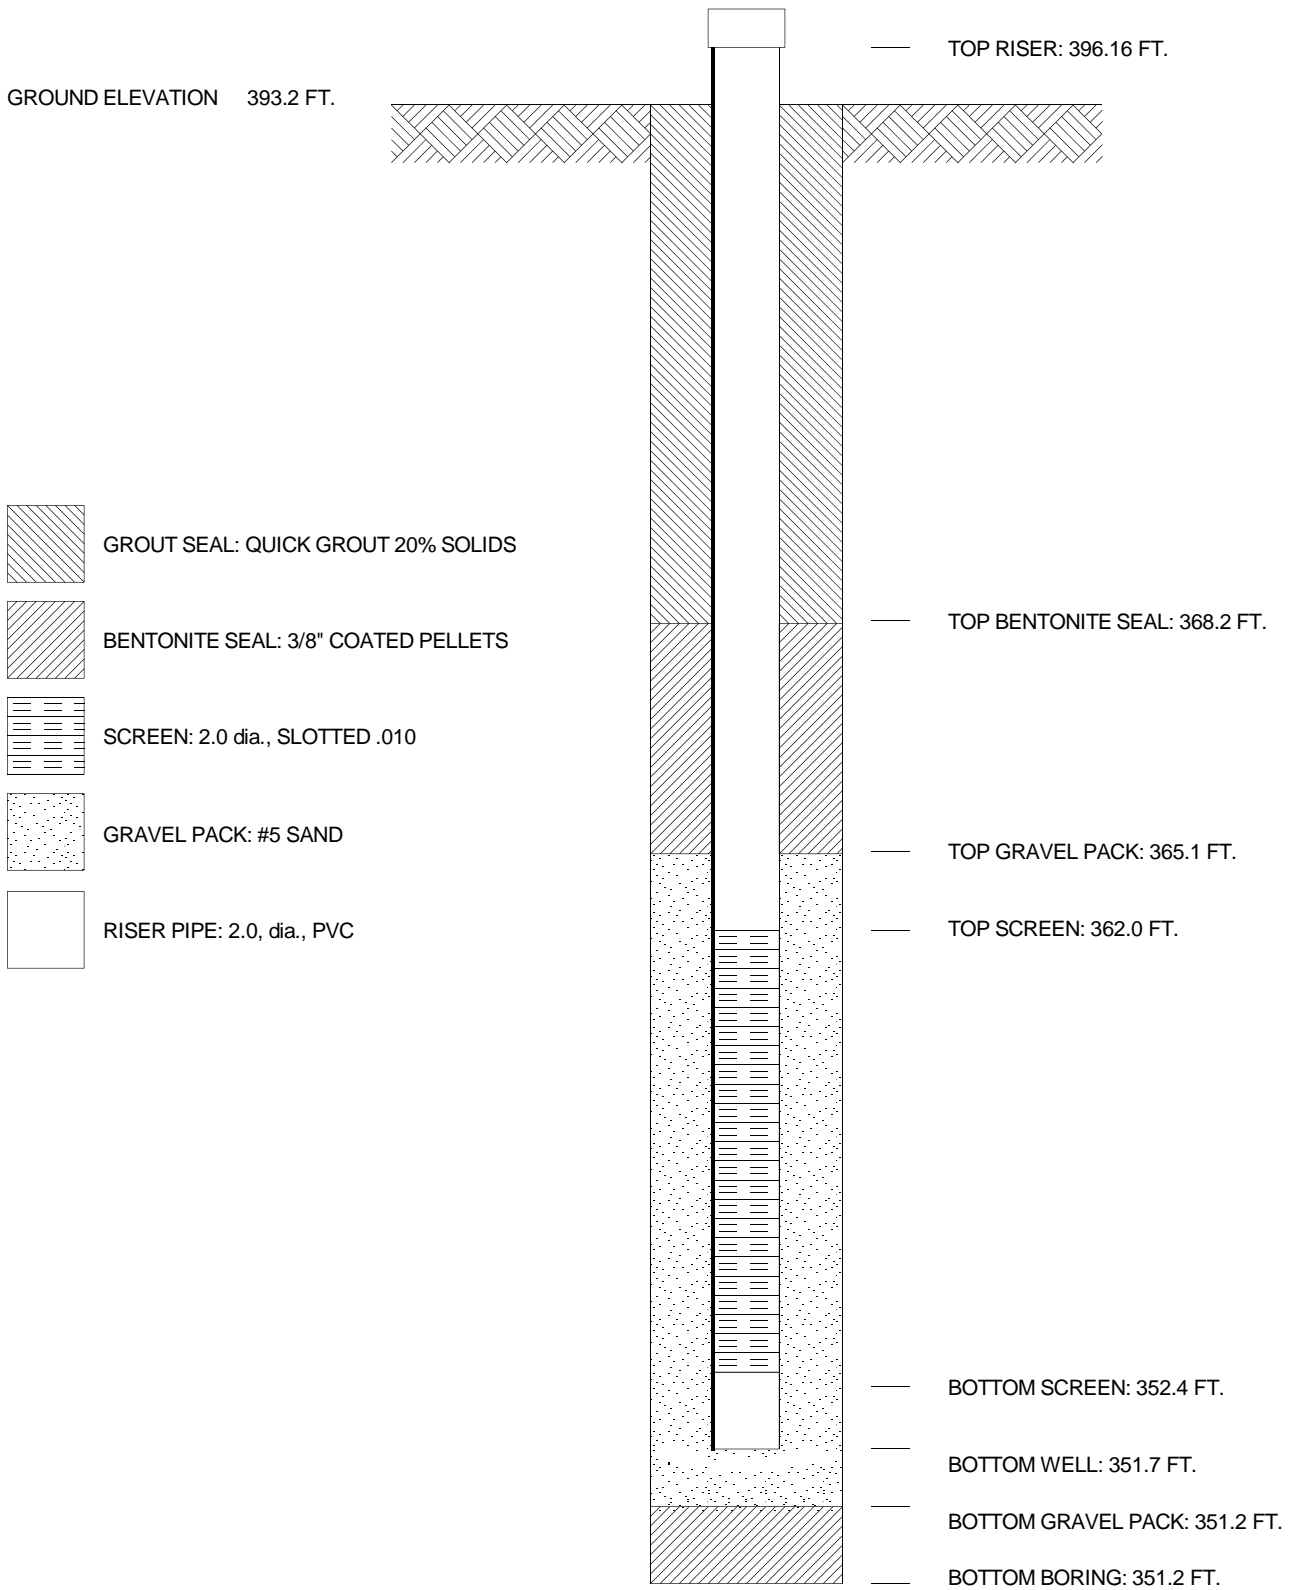 TOP RISER: 396.16 FT.
GROUND ELEVATION 393.2 FT.
GROUT SEAL: QUICK GROUT 20% SOLIDS
BENTONITE SEAL: 3/8" COATED PELLETS
SCREEN: 2.0 dia., SLOTTED .010
GRAVEL PACK: #5 SAND
RISER PIPE: 2.0, dia., PVC
TOP BENTONITE SEAL: 368.2 FT.
TOP GRAVEL PACK: 365.1 FT.
TOP SCREEN: 362.0 FT.
BOTTOM SCREEN: 352.4 FT.
BOTTOM WELL: 351.7 FT.
BOTTOM GRAVEL PACK: 351.2 FT.
BOTTOM BORING: 351.2 FT.